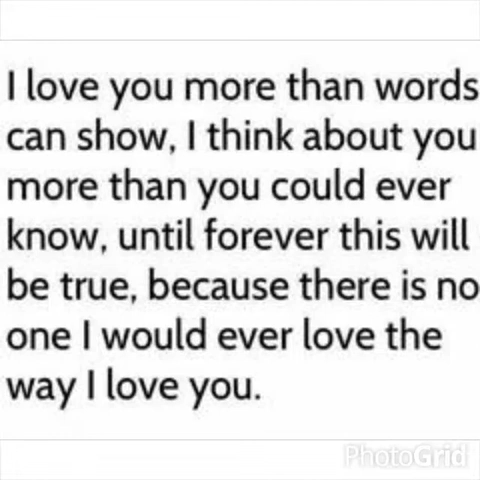 I love you more than words
can show, I think about you
more than you could ever
know, until forever this will
be true, because there is no
one I would ever love the
way I love you.
PhotoGrid